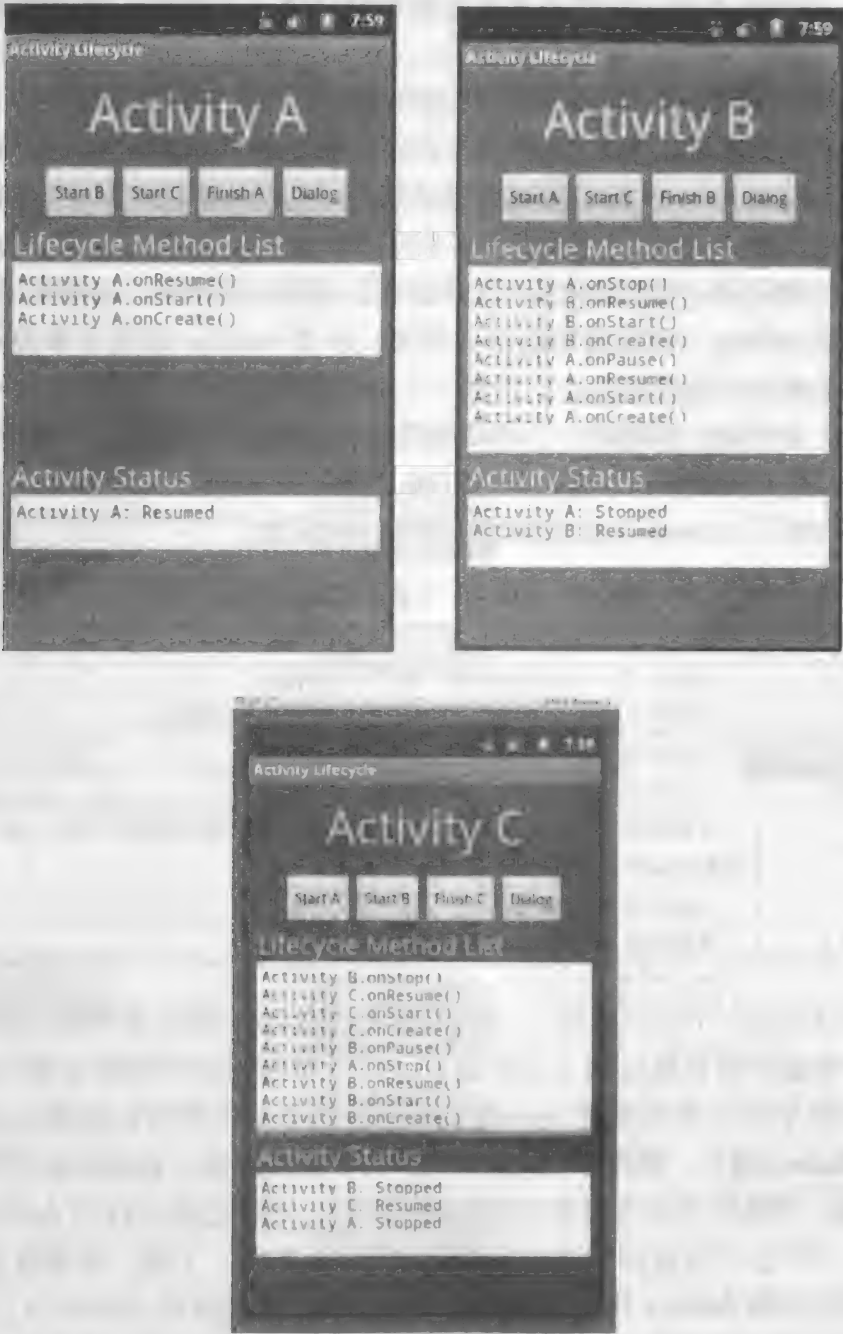 7:59
Activity Lifecycle
Activity A
Start B Start C Finish A Dialog
Lifecycle Method List
Activity A.onResume()
Activity A.onStart()
Activity A.onCreate()
Activity Status
Activity A: Resumed
7:59
Activity Lifecycle
Activity B
Start A Start C Finish B Dialog
Lifecycle Method List
Activity A.onStop()
Activity B.onResume()
Activity B.onStart()
Activity B.onCreate()
Activity A.onPause()
Activity A.onResume()
Activity A.onStart()
Activity A.onCreate()
Activity Status
Activity A: Stopped
Activity B: Resumed
Activity Lifecycle
Activity C
Start A Start B Finish C Dialog
Lifecycle Method List
Activity B.onStop()
Activity C.onResume()
Activity C.onStart()
Activity C.onCreate()
Activity B.onPause()
Activity A.onStop()
Activity B.onResume()
Activity B.onStart()
Activity B.onCreate()
Activity Status
Activity B: Stopped
Activity C: Resumed
Activity A: Stopped